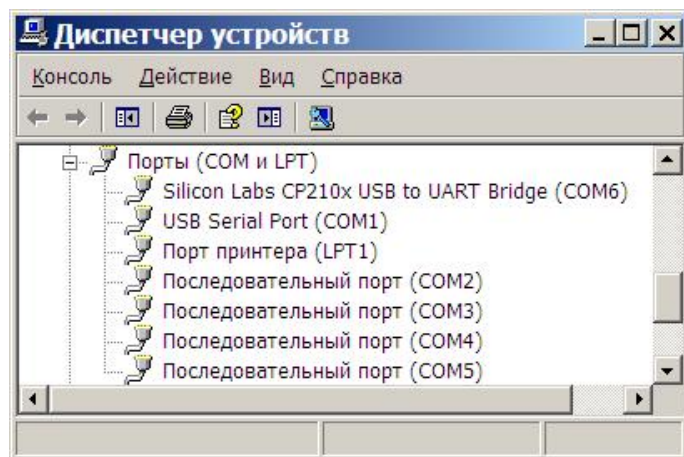 Диспетчер устройств
Консоль Действие Вид Справка
Порты (COM и LPT)
Silicon Labs CP210x USB to UART Bridge (COM6)
USB Serial Port (COM1)
Порт принтера (LPT1)
Последовательный порт (COM2)
Последовательный порт (COM3)
Последовательный порт (COM4)
Последовательный порт (COM5)